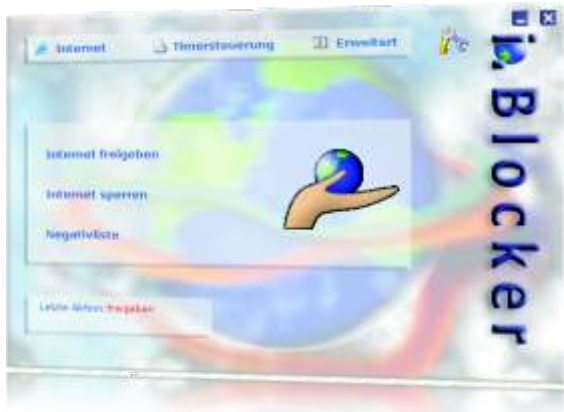 Internet
Timersteuerung
Erweitert
Internet freigeben
Internet sperren
Negativliste
Letzte Aktion: freigeben
i. Blocker